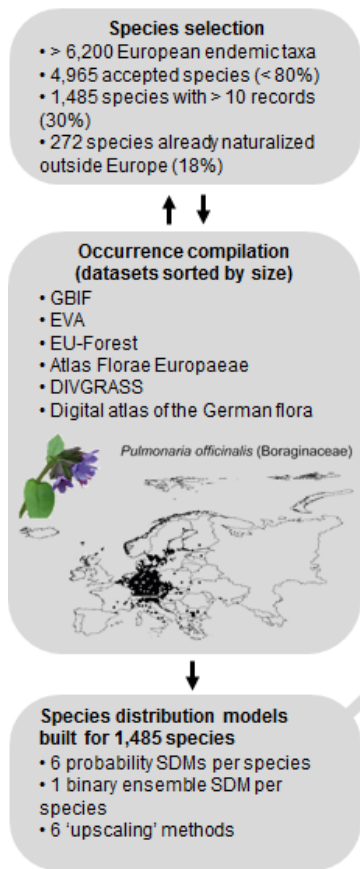 Species selection
• > 6,200 European endemic taxa
• 4,965 accepted species (< 80%)
• 1,485 species with > 10 records
(30%)
• 272 species already naturalized
outside Europe (18%)
Occurrence compilation
(datasets sorted by size)
• GBIF
• EVA
• EU-Forest
• Atlas Florae Europaeae
• DIVGRASS
• Digital atlas of the German flora
Pulmonaria officinalis (Boraginaceae)
Species distribution models
built for 1,485 species
• 6 probability SDMs per species
• 1 binary ensemble SDM per
species
• 6 ‘upscaling’ methods